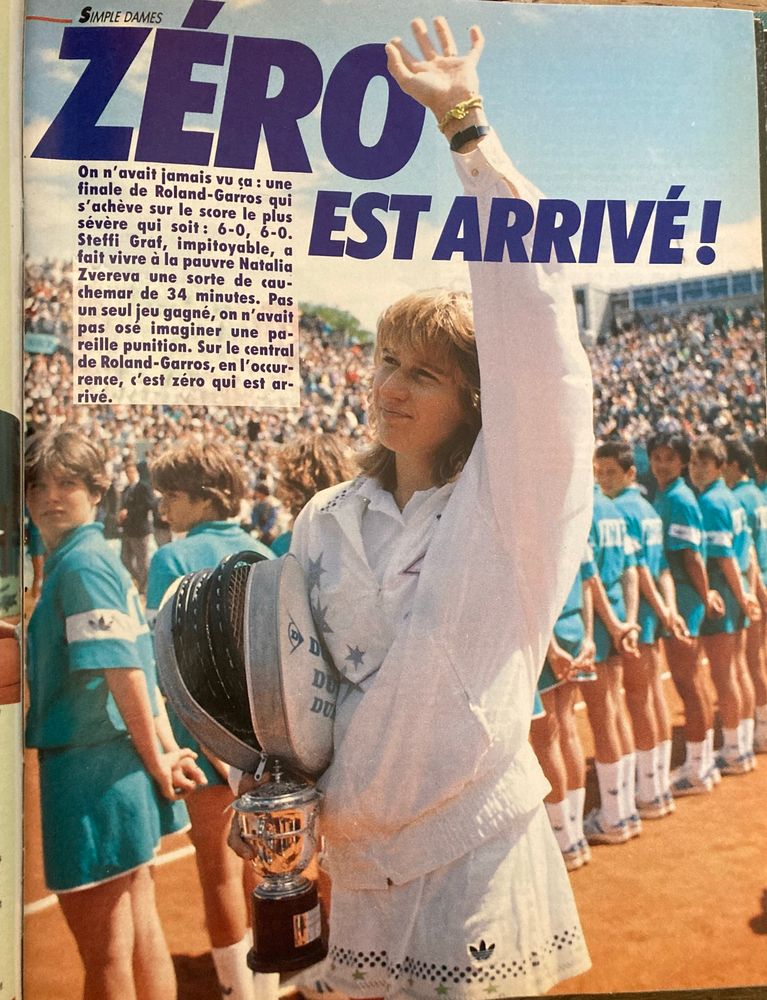 SIMPLE DAMES
ZÉRO
EST ARRIVÉ !
On n'avait jamais vu ça : une
finale de Roland-Garros qui
s'achève sur le score le plus
sévère qui soit : 6-0, 6-0.
Steffi Graf, impitoyable, a
fait vivre à la pauvre Natalia
Zvereva une sorte de cau-
chemar de 34 minutes. Pas
un seul jeu gagné, on n'avait
pas osé imaginer une pa-
reille punition. Sur le central
de Roland-Garros, en l'occur-
rence, c'est zéro qui est ar-
rivé.